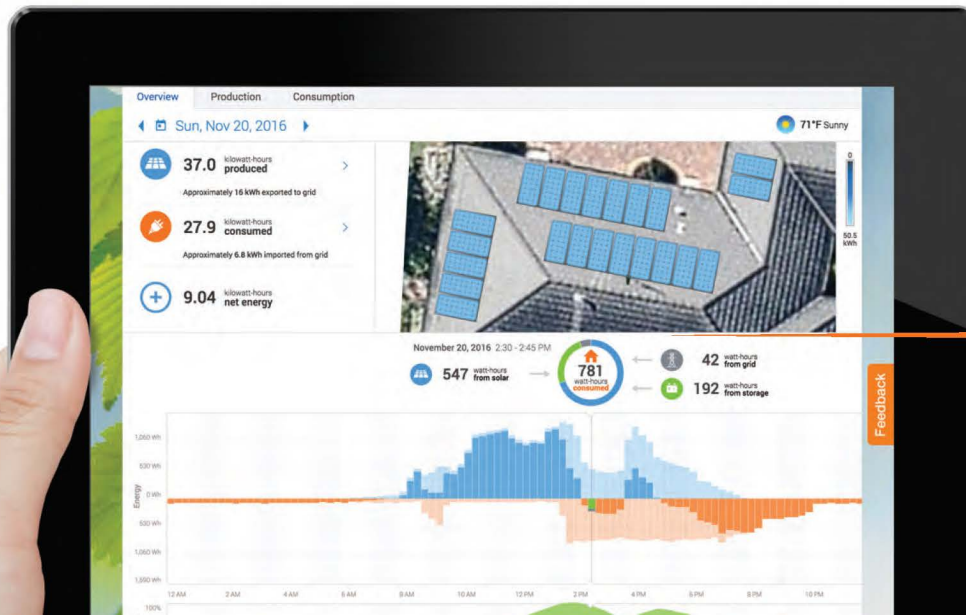 Overview Production Consumption
Sun, Nov 20, 2016
71°F Sunny
37.0 kilowatt-hours produced
Approximately 16 kWh exported to grid
27.9 kilowatt-hours consumed
Approximately 6.8 kWh imported from grid
9.04 kilowatt-hours net energy
0
50.5
kWh
November 20, 2016 2:30 - 2:45 PM
547 watt-hours from solar
781
watt-hours
consumed
42 watt-hours from grid
192 watt-hours from storage
Feedback
Energy
1,060 Wh
530 Wh
0 Wh
530 Wh
1,060 Wh
12 AM 2 AM 4 AM 6 AM 8 AM 10 AM 12 PM 2 PM 4 PM 6 PM 8 PM 10 PM
100%